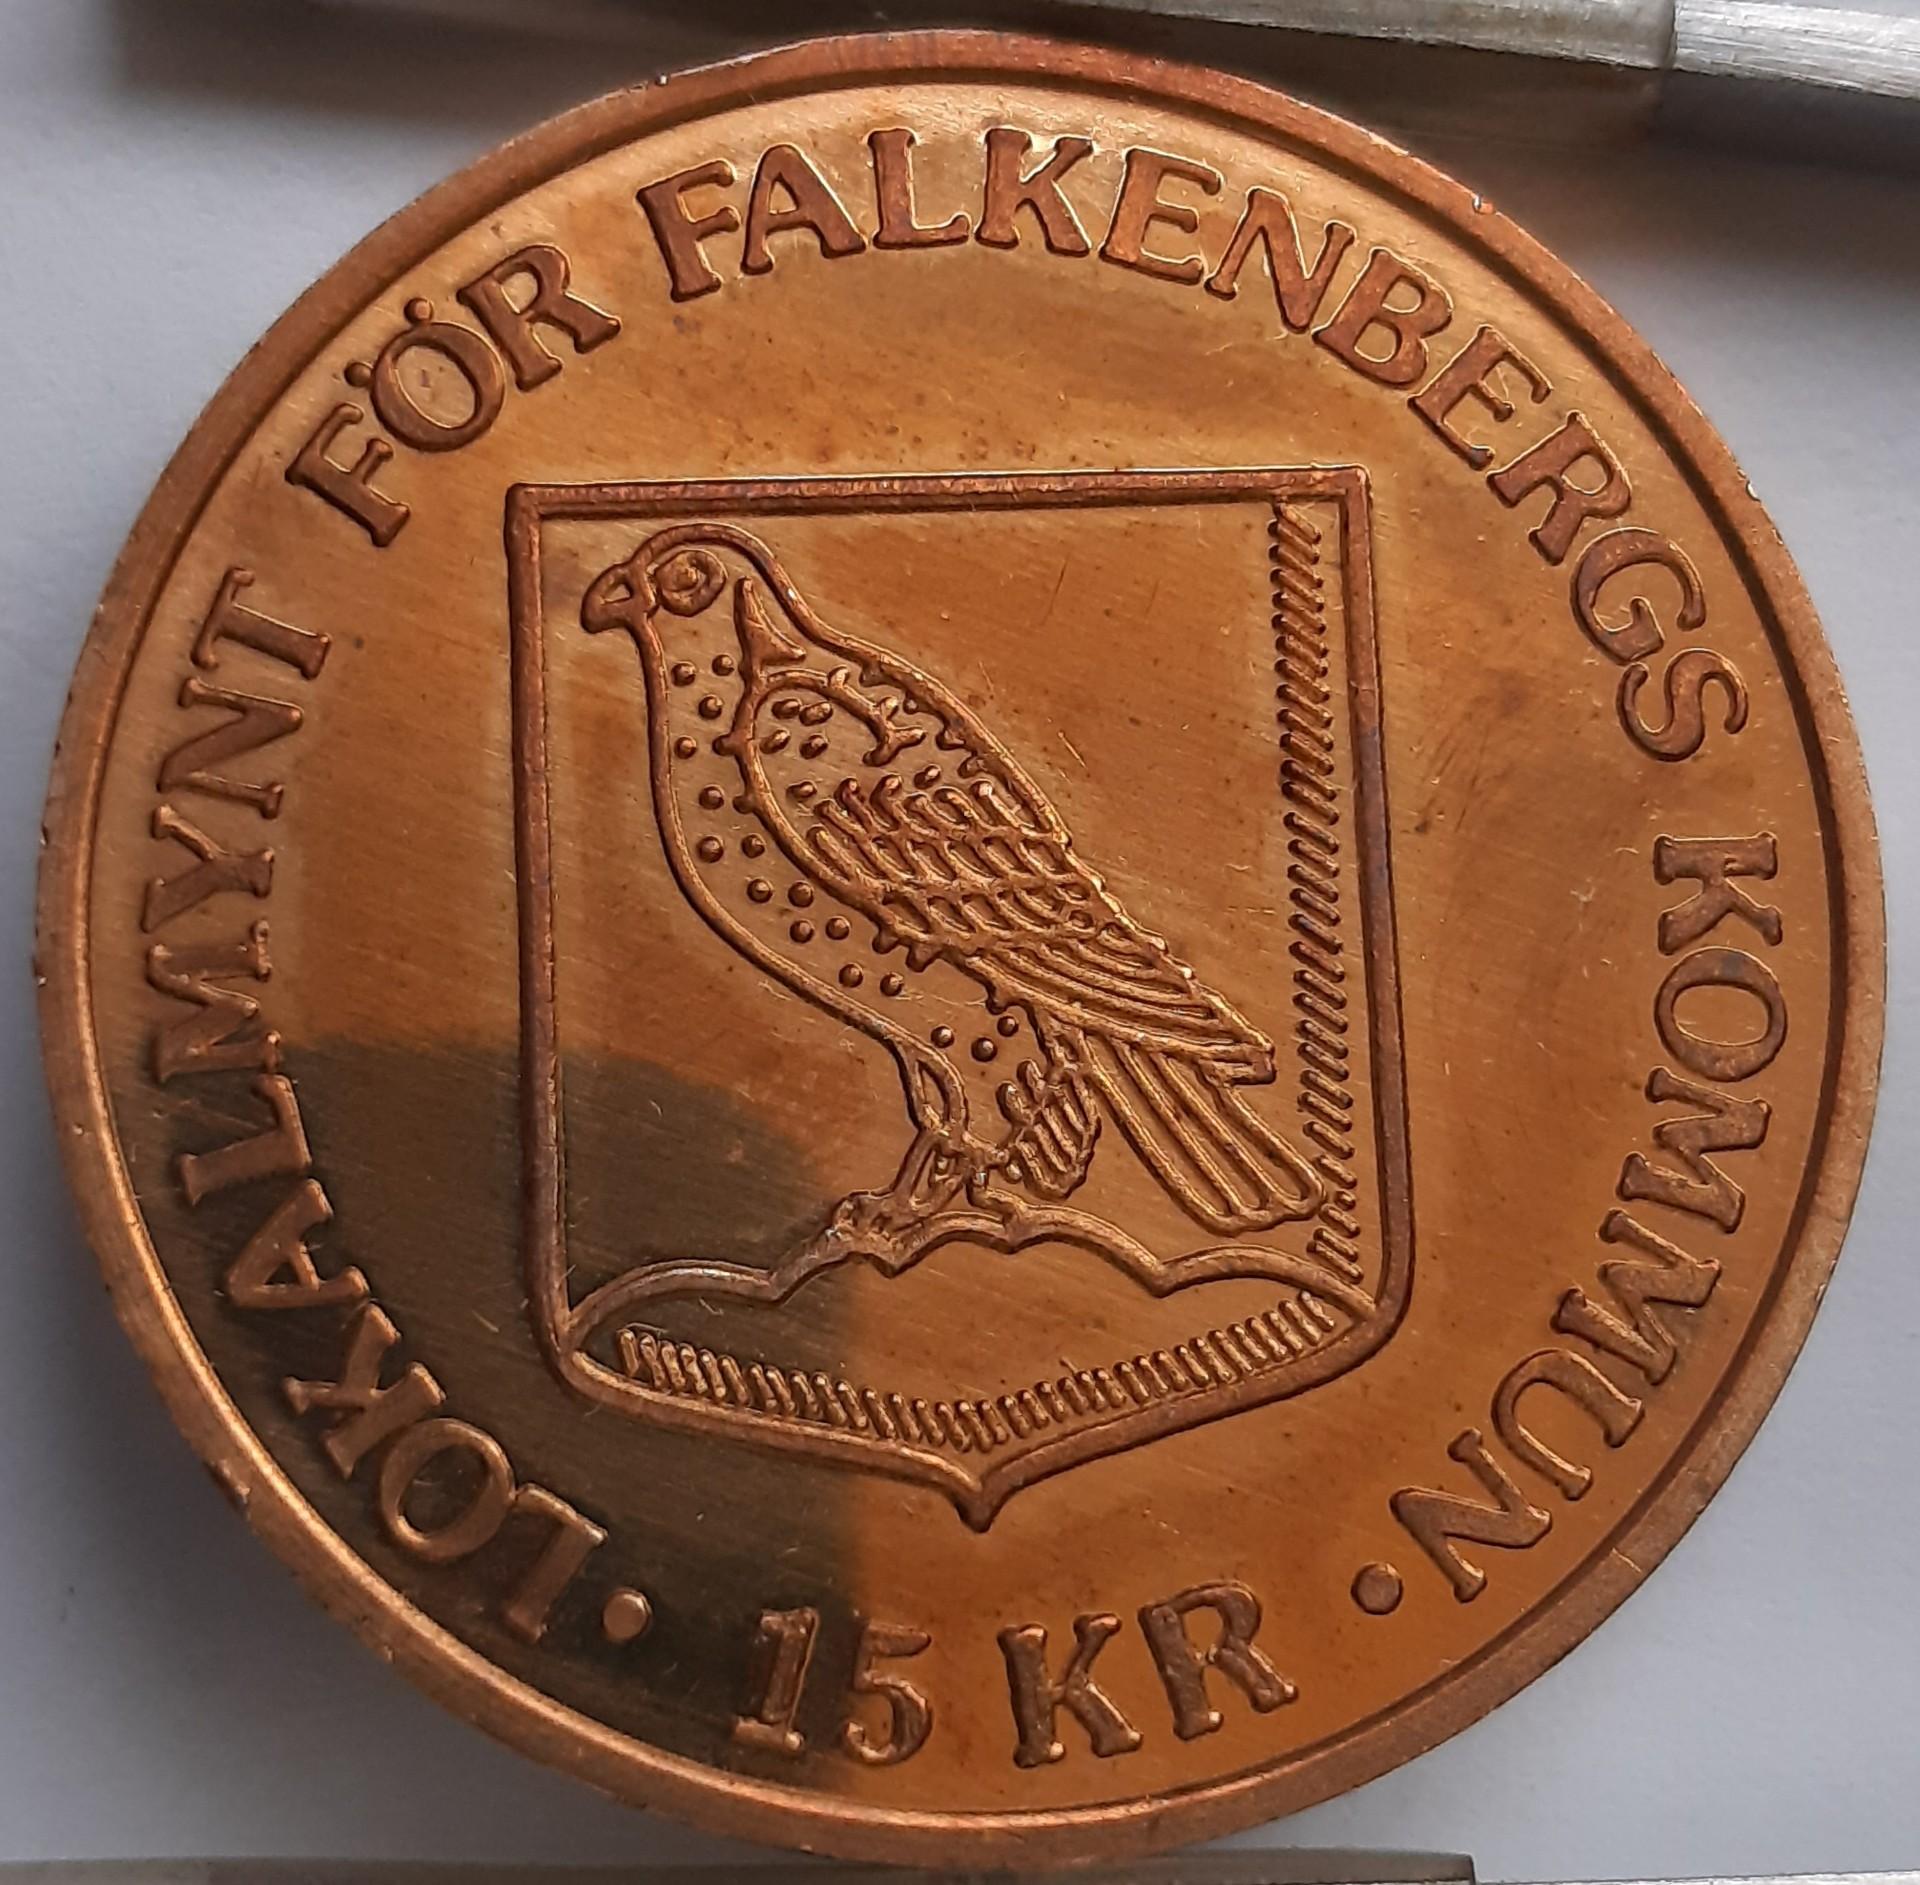 LOKALMYNT FÖR FALKENBERGS KOMMUN
· 15 KR ·